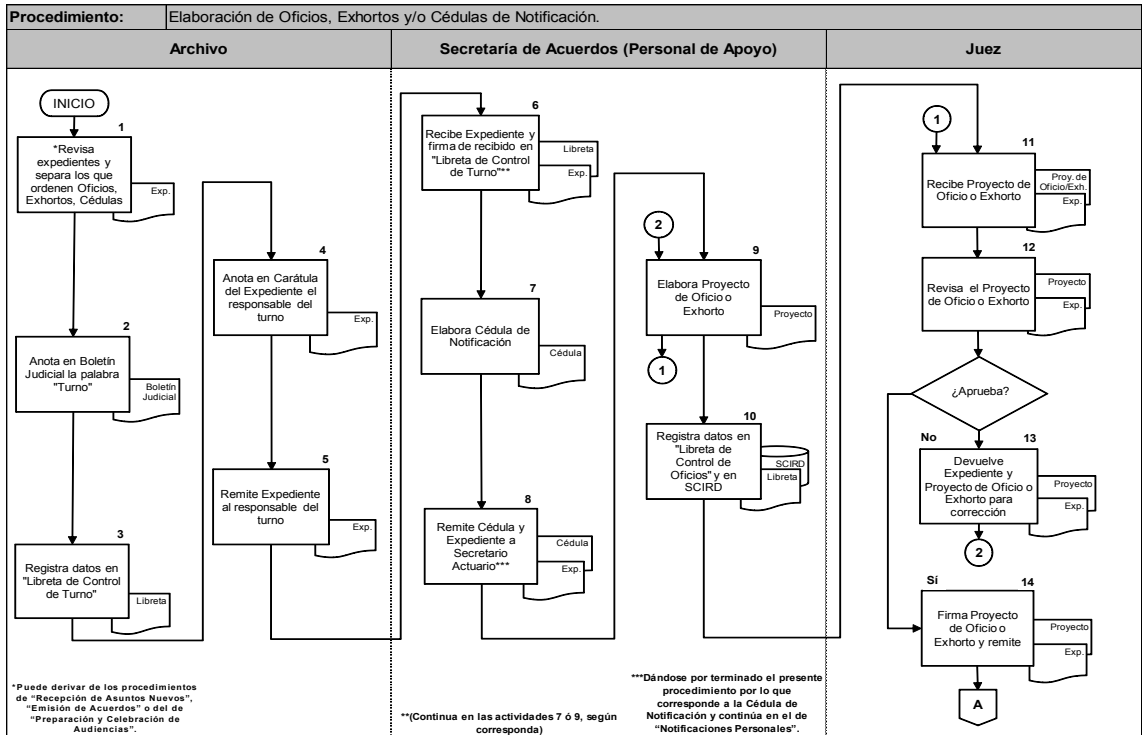 Procedimiento: Elaboración de Oficios, Exhortos y/o Cédulas de Notificación.
Archivo
Secretaría de Acuerdos (Personal de Apoyo)
Juez
INICIO
1
*Revisa
expedientes y
separa los que
ordenen Oficios,
Exhortos, Cédulas
Exp.
2
Anota en Boletín
Judicial la palabra
"Turno"
Boletín
Judicial
3
Registra datos en
"Libreta de Control
de Turno"
Libreta
4
Anota en Carátula
del Expediente el
responsable del
turno
Exp.
5
Remite Expediente
al responsable del
turno
Exp.
*Puede derivar de los procedimientos
de “Recepción de Asuntos Nuevos”,
“Emisión de Acuerdos” o del de
“Preparación y Celebración de
Audiencias”.
6
Recibe Expediente y
firma de recibido en
"Libreta de Control
de Turno"**
Libreta
Exp.
7
Elabora Cédula de
Notificación
Cédula
8
Remite Cédula y
Expediente a
Secretario
Actuario***
Cédula
Exp.
**(Continua en las actividades 7 ó 9, según
corresponda)
2
9
Elabora Proyecto
de Oficio o
Exhorto
Proyecto
1
10
Registra datos en
"Libreta de
Control de
Oficios" y en
SCIRD
SCIRD
Libreta
***Dándose por terminado el presente
procedimiento por lo que
corresponde a la Cédula de
Notificación y continúa en el de
“Notificaciones Personales”.
1
11
Recibe Proyecto de
Oficio o Exhorto
Proy. de
Oficio/Exh.
Exp.
12
Revisa el Proyecto
de Oficio o Exhorto
Proyecto
Exp.
¿Aprueba?
No
13
Devuelve
Expediente y
Proyecto de Oficio o
Exhorto para
corrección
Proyecto
Exp.
2
Sí
14
Firma Proyecto
de Oficio o
Exhorto y remite
Proyecto
Exp.
A